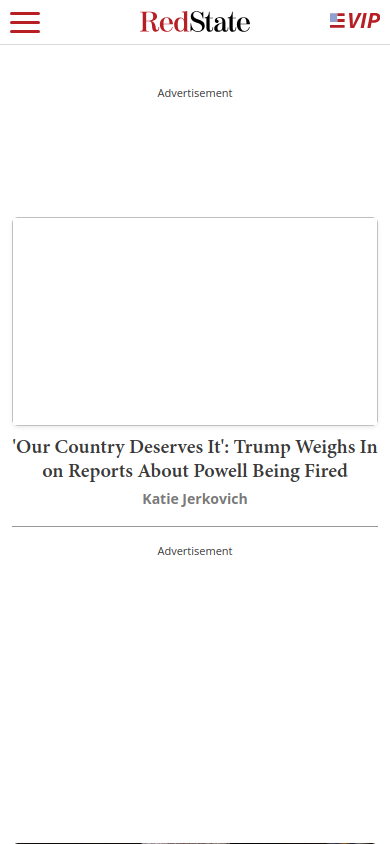 RedState
VIP
Advertisement
'Our Country Deserves It': Trump Weighs In
on Reports About Powell Being Fired
Katie Jerkovich
Advertisement